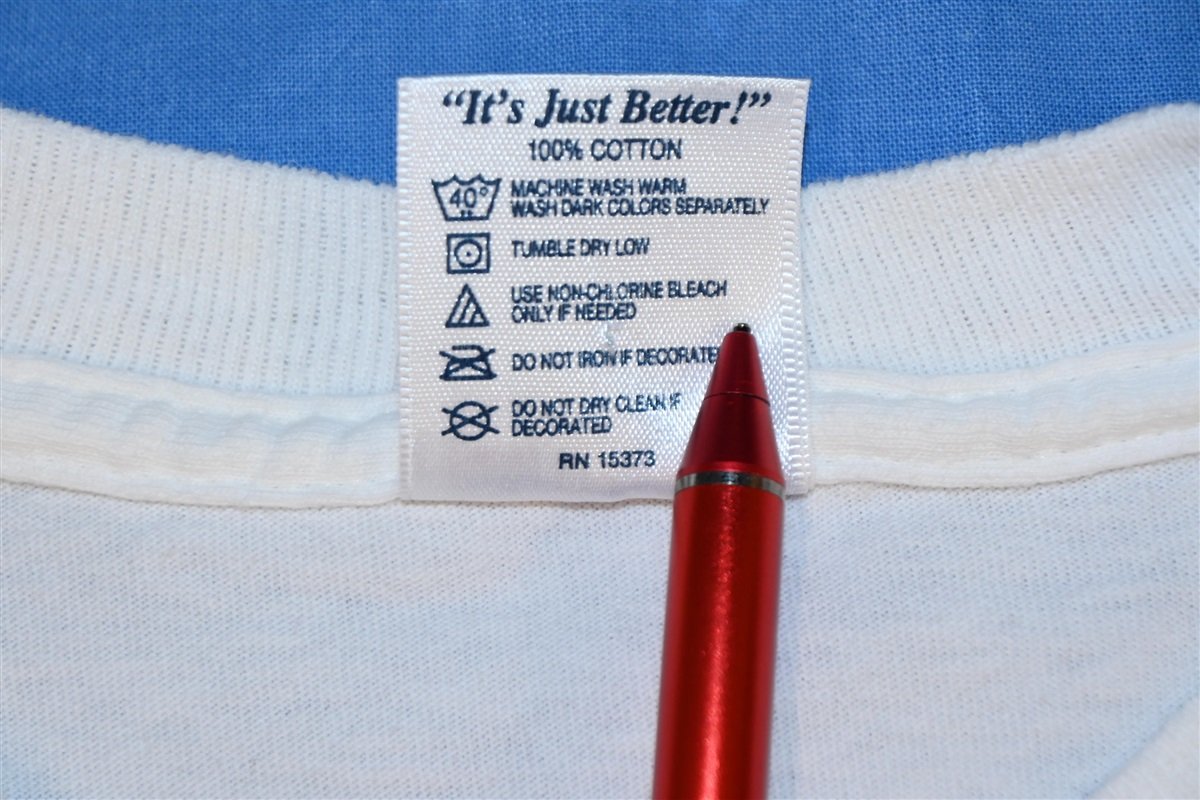 “It's Just Better!”
100% COTTON
40° MACHINE WASH WARM
WASH DARK COLORS SEPARATELY
TUMBLE DRY LOW
USE NON-CHLORINE BLEACH
ONLY IF NEEDED
DO NOT IRON IF DECORATE
DO NOT DRY CLEAN IF
DECORATED
RN 15373